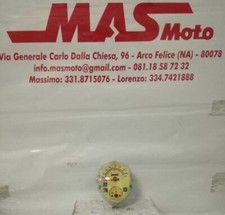 MAS Moto
Via Generale Carlo Dalla Chiesa, 96 - Arco Felice (NA) - 80078
info.masmoto@gmail.com - 081.18 58 72 32
Massimo: 331.8715076 - Lorenzo: 334.7421888